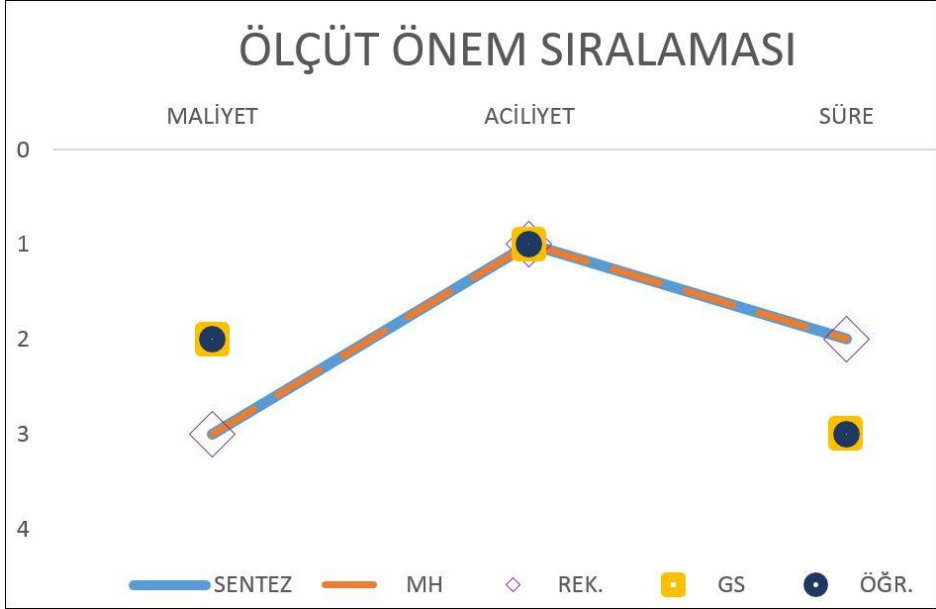 ÖLÇÜT ÖNEM SIRALAMASI
MALİYET ACİLİYET SÜRE
0
1
2
3
4
SENTEZ MH REK. GS ÖĞR.